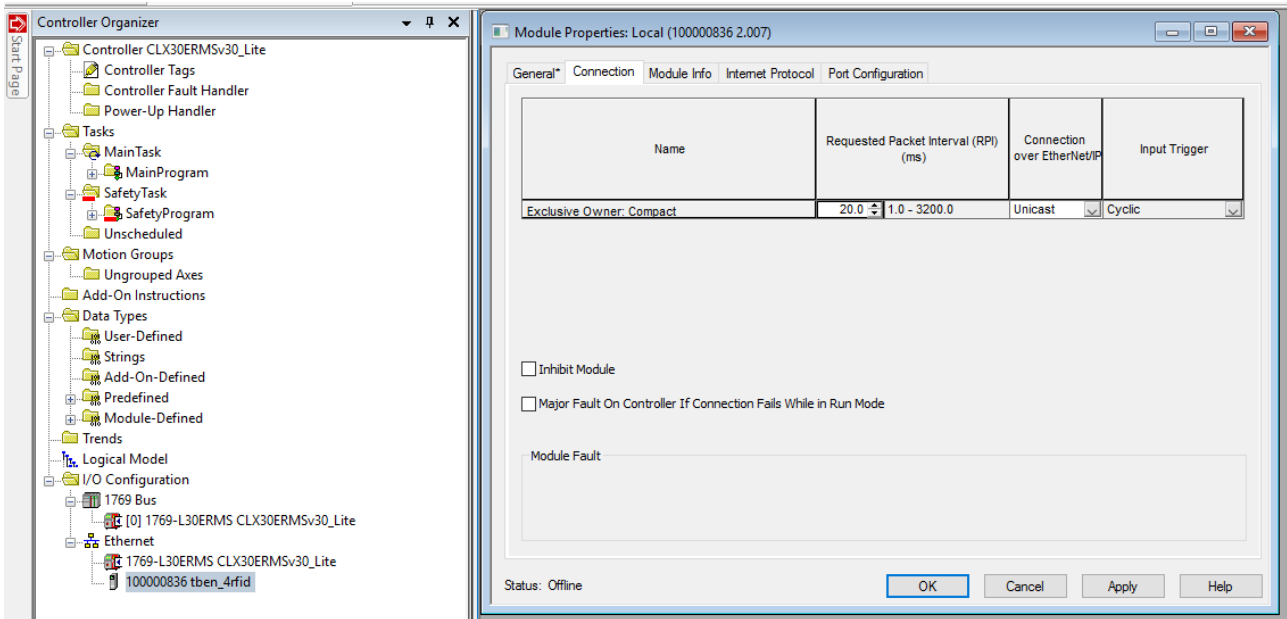 Start Page
Controller Organizer
Controller CLX30ERMSv30_Lite
Controller Tags
Controller Fault Handler
Power-Up Handler
Tasks
MainTask
MainProgram
SafetyTask
SafetyProgram
Unscheduled
Motion Groups
Ungrouped Axes
Add-On Instructions
Data Types
User-Defined
Strings
Add-On-Defined
Predefined
Module-Defined
Trends
Logical Model
I/O Configuration
1769 Bus
[0] 1769-L30ERMS CLX30ERMSv30_Lite
Ethernet
1769-L30ERMS CLX30ERMSv30_Lite
100000836 tben_4rfid
Module Properties: Local (100000836 2.007)
General* Connection Module Info Internet Protocol Port Configuration
Name
Requested Packet Interval (RPI)
(ms)
Connection
over EtherNet/IP
Input Trigger
Exclusive Owner: Compact 20.0 1.0 - 3200.0 Unicast Cyclic
Inhibit Module
Major Fault On Controller If Connection Fails While in Run Mode
Module Fault
Status: Offline OK Cancel Apply Help